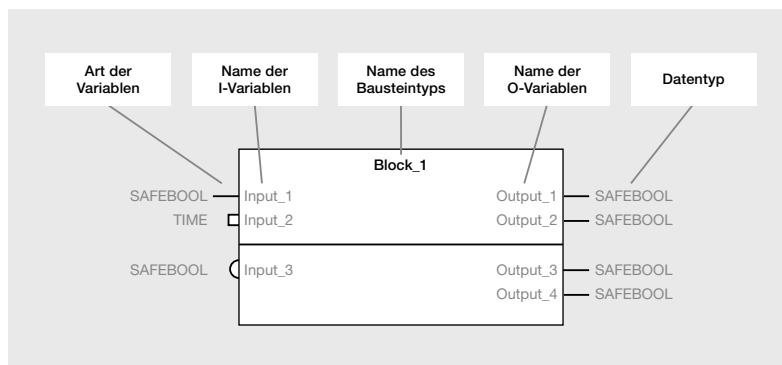 Art der
Variablen
Name der
I-Variablen
Name des
Bausteintyps
Name der
O-Variablen
Datentyp
Block_1
SAFEBOOL Input_1 Output_1 SAFEBOOL
TIME Input_2 Output_2 SAFEBOOL
SAFEBOOL Input_3 Output_3 SAFEBOOL
Output_4 SAFEBOOL